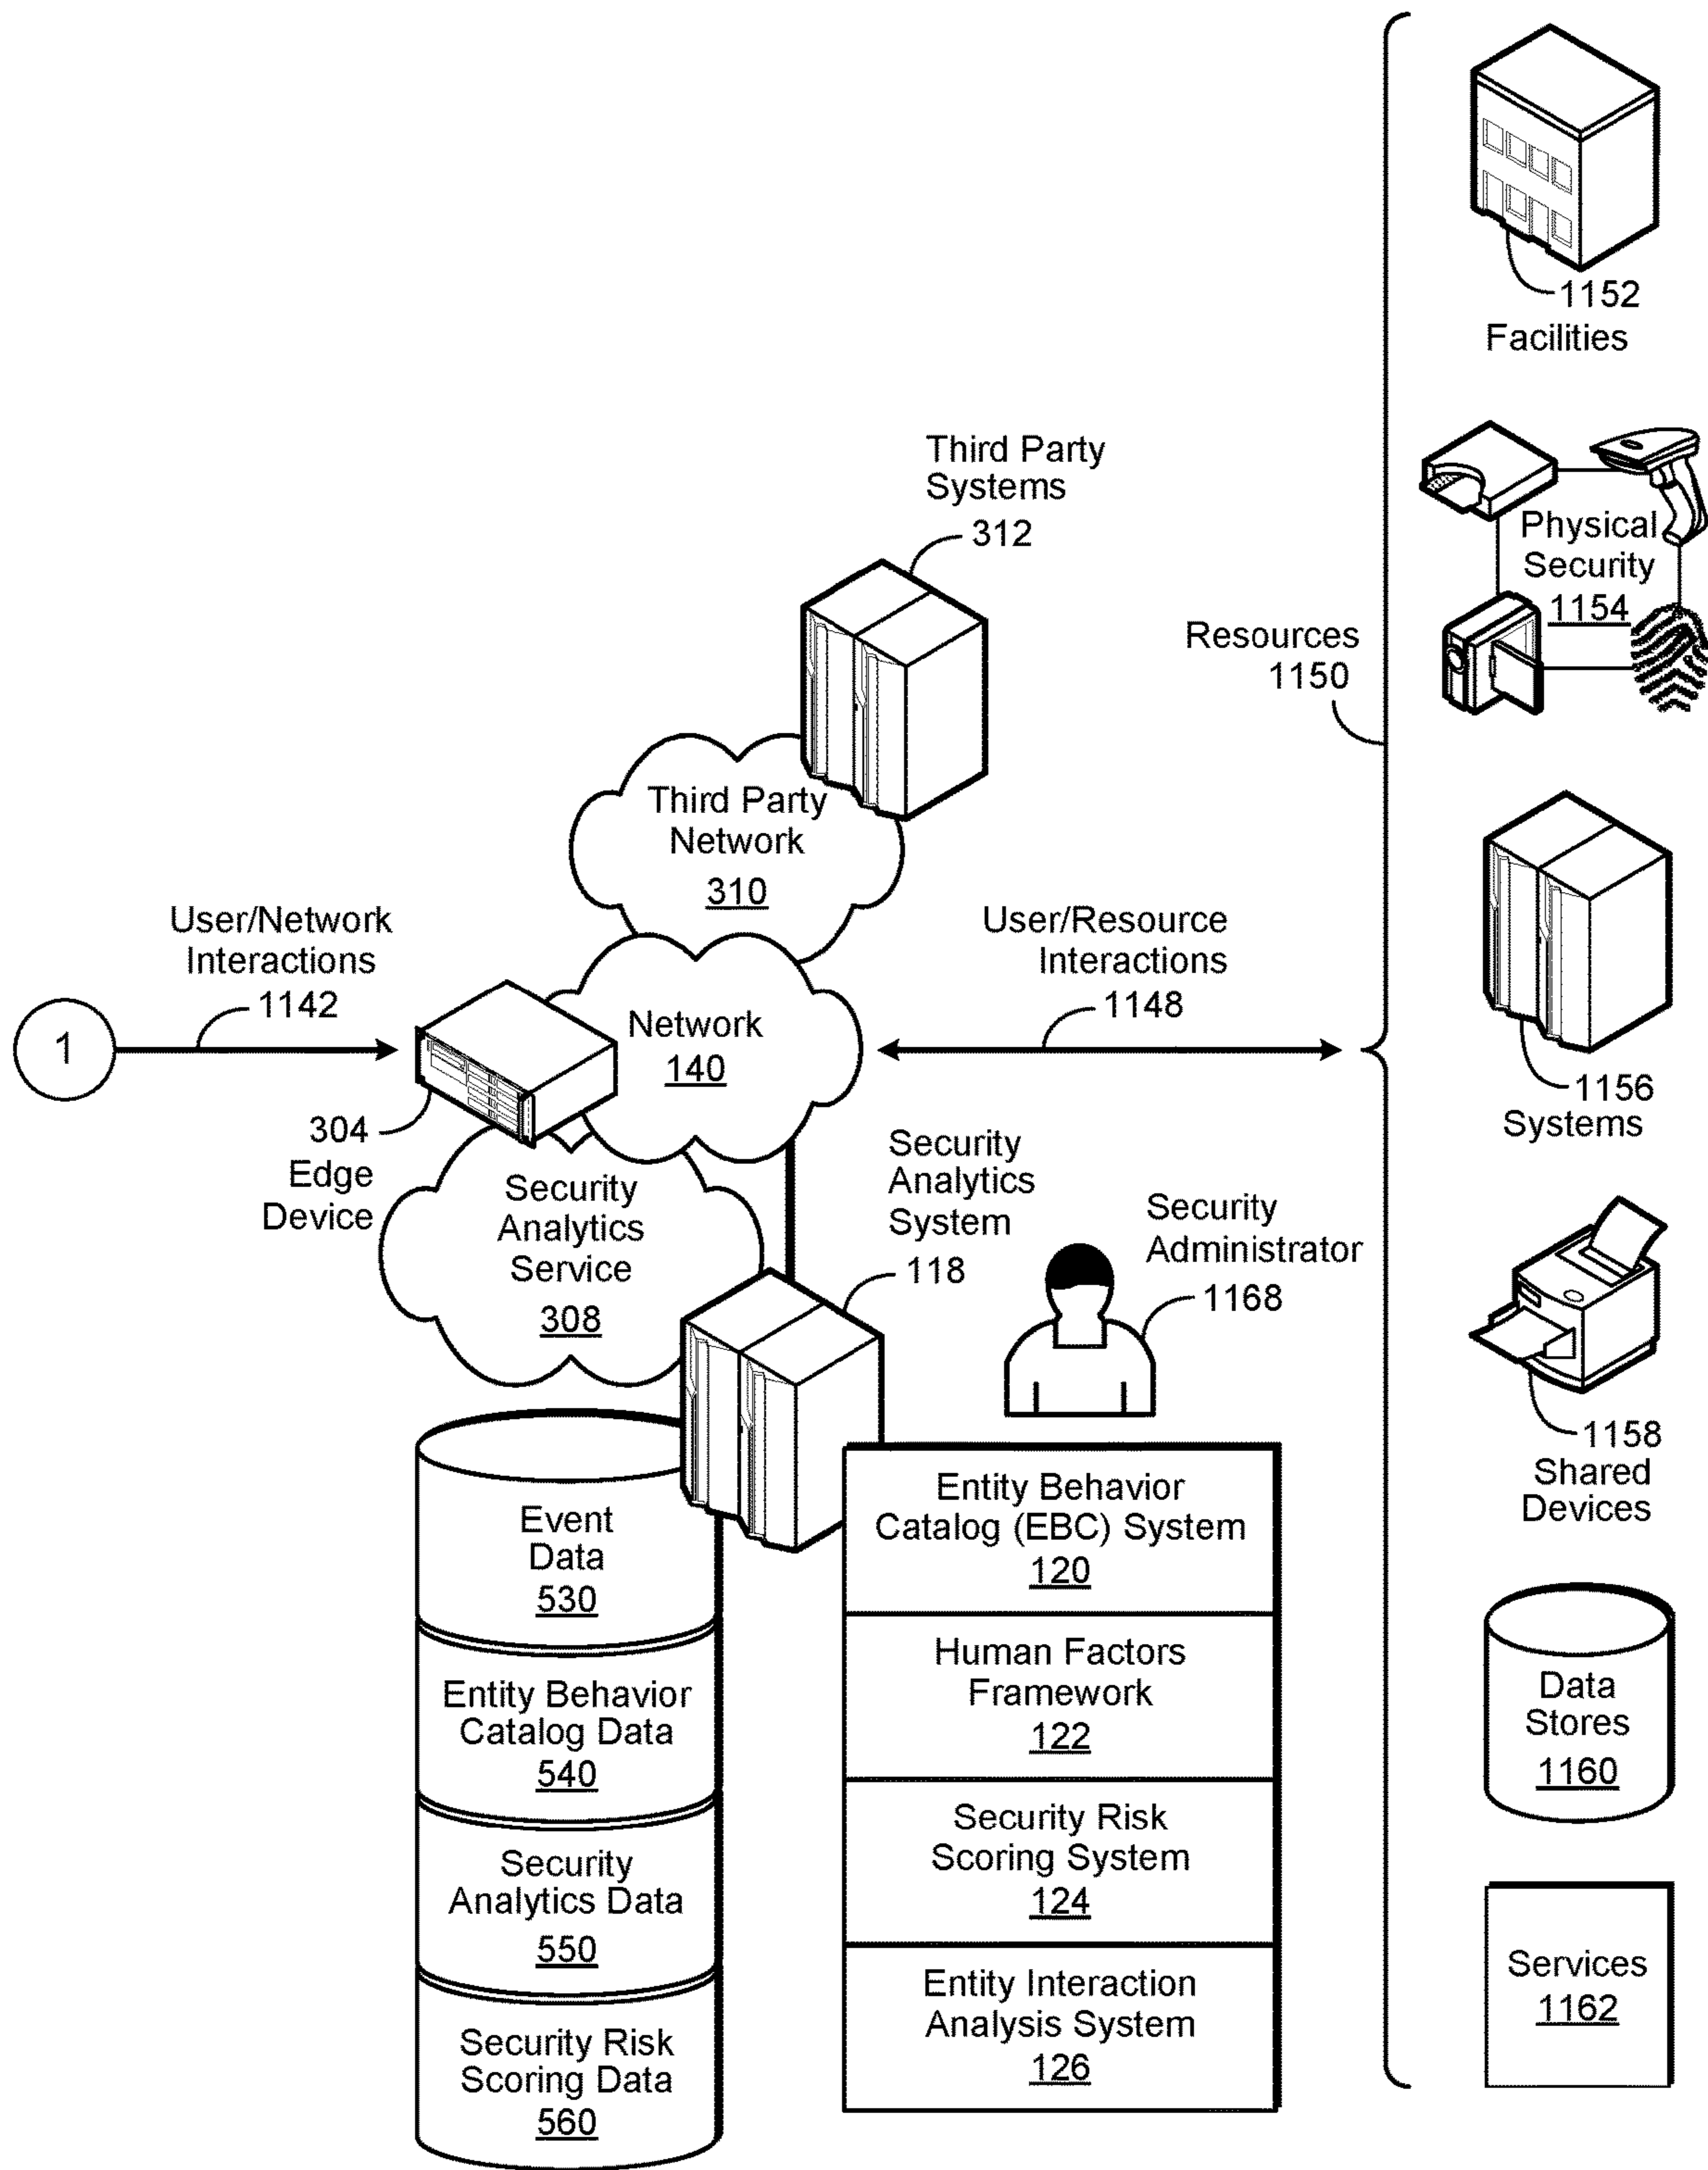 1152
Facilities
Third Party
Systems
312
Physical
Security
1154
Resources
1150
Third Party
Network
310
User/Network
Interactions
1142
User/Resource
Interactions
1148
1
Network
140
1156
Systems
304
Edge
Device
Security
Analytics
Service
308
Security
Analytics
System
118
Security
Administrator
1168
1158
Shared
Devices
Event
Data
530
Entity Behavior
Catalog Data
540
Security
Analytics Data
550
Security Risk
Scoring Data
560
Entity Behavior
Catalog (EBC) System
120
Human Factors
Framework
122
Security Risk
Scoring System
124
Entity Interaction
Analysis System
126
Data
Stores
1160
Services
1162